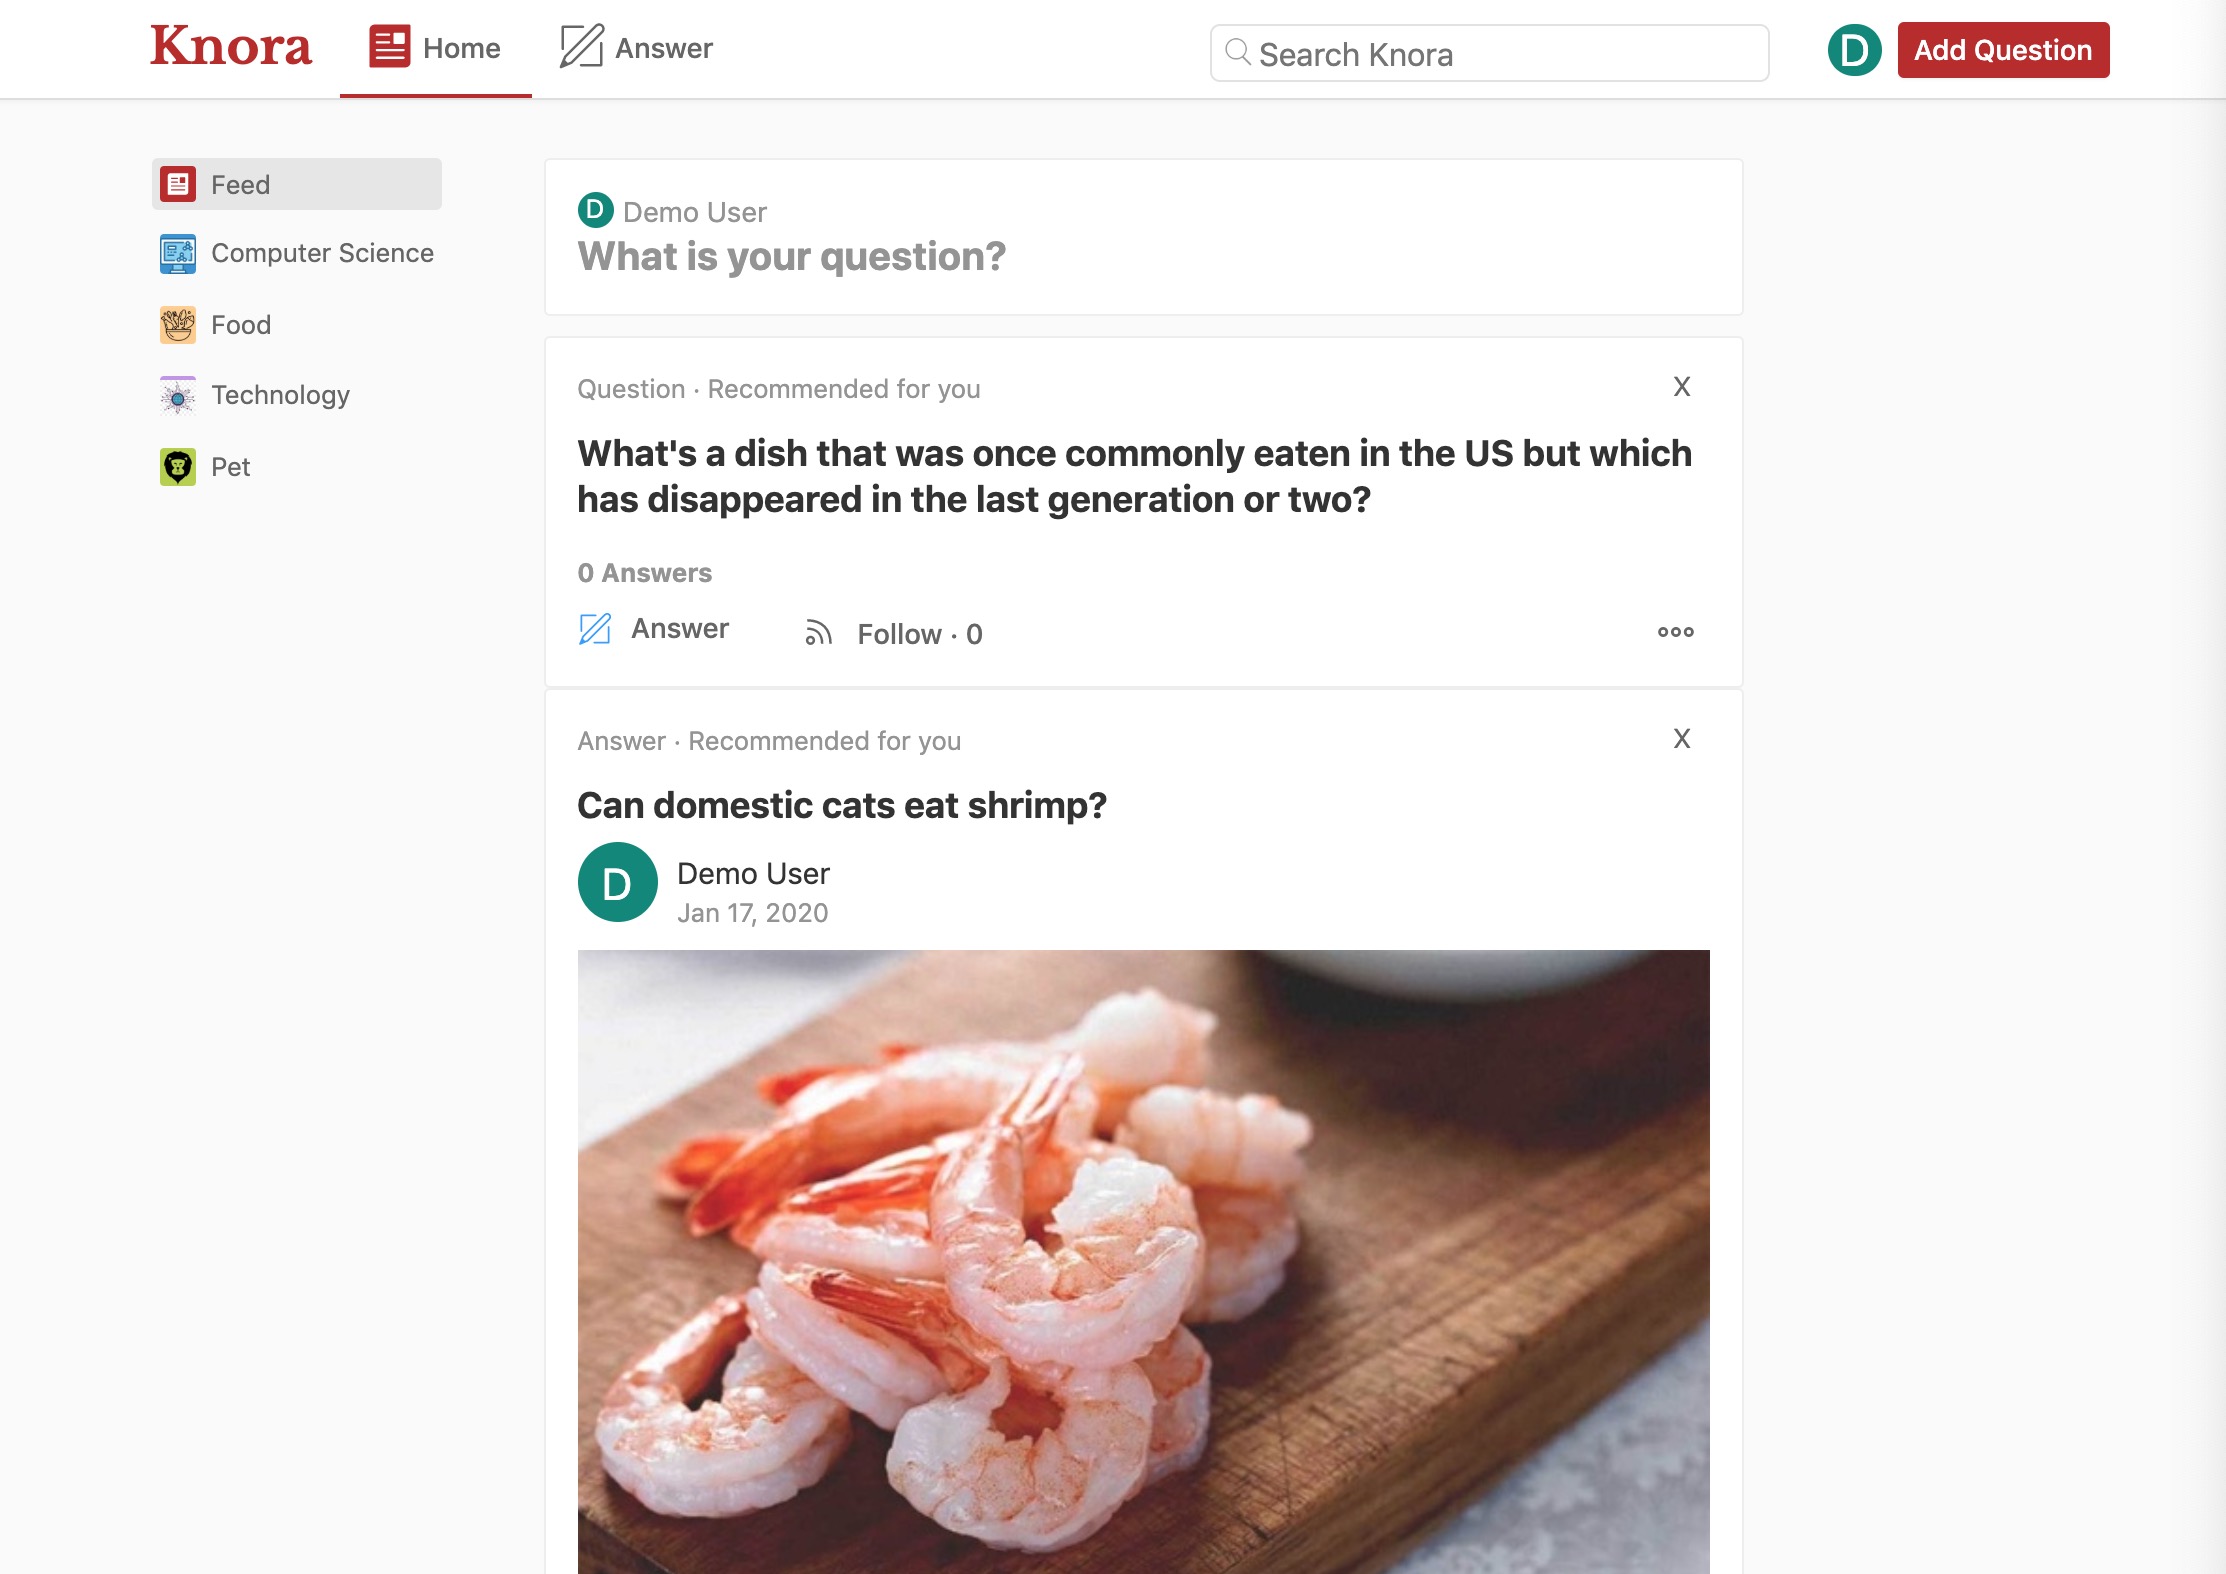 Knora
Home
Answer
Search Knora
D
Add Question
Feed
Computer Science
Food
Technology
Pet
D Demo User
What is your question?
Question · Recommended for you
X
What's a dish that was once commonly eaten in the US but which
has disappeared in the last generation or two?
0 Answers
Answer
Follow · 0
Answer · Recommended for you
X
Can domestic cats eat shrimp?
D
Demo User
Jan 17, 2020